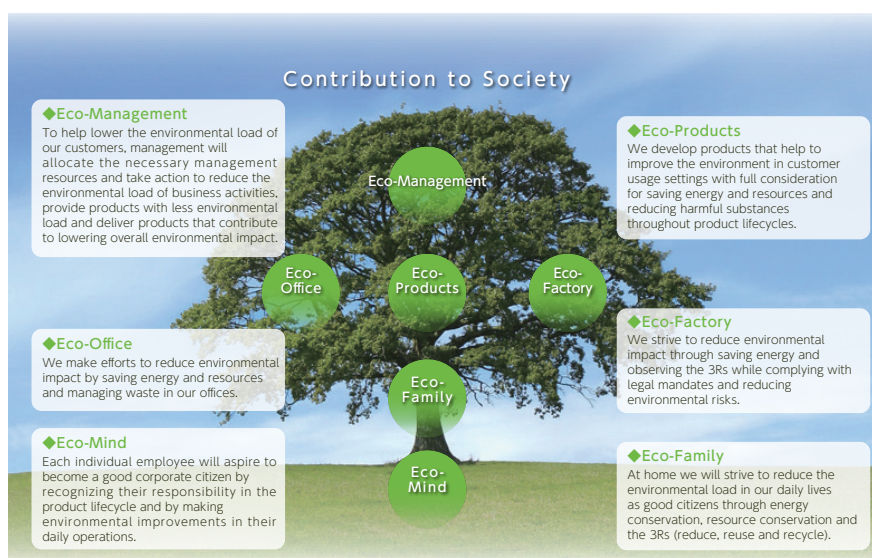 Contribution to Society
◆Eco-Management
To help lower the environmental load of
our customers, management will
allocate the necessary management
resources and take action to reduce the
environmental load of business activities,
provide products with less environmental
load and deliver products that contribute
to lowering overall environmental impact.
◆Eco-Products
We develop products that help to
improve the environment in customer
usage settings with full consideration
for saving energy and resources and
reducing harmful substances
throughout product lifecycles.
Eco-Management
Eco-
Office
Eco-
Products
Eco-
Factory
◆Eco-Office
We make efforts to reduce environmental
impact by saving energy and resources
and managing waste in our offices.
◆Eco-Factory
We strive to reduce environmental
impact through saving energy and
observing the 3Rs while complying with
legal mandates and reducing
environmental risks.
Eco-
Family
◆Eco-Mind
Each individual employee will aspire to
become a good corporate citizen by
recognizing their responsibility in the
product lifecycle and by making
environmental improvements in their
daily operations.
Eco-
Mind
◆Eco-Family
At home we will strive to reduce the
environmental load in our daily lives
as good citizens through energy
conservation, resource conservation and
the 3Rs (reduce, reuse and recycle).